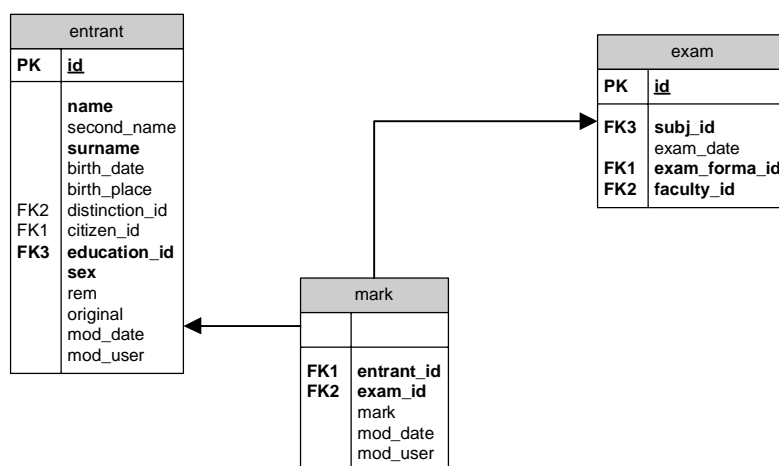 entrant
PK id
name
second_name
surname
birth_date
birth_place
FK2 distinction_id
FK1 citizen_id
FK3 education_id
sex
rem
original
mod_date
mod_user
exam
PK id
FK3 subj_id
exam_date
FK1 exam_forma_id
FK2 faculty_id
mark
FK1 entrant_id
FK2 exam_id
mark
mod_date
mod_user